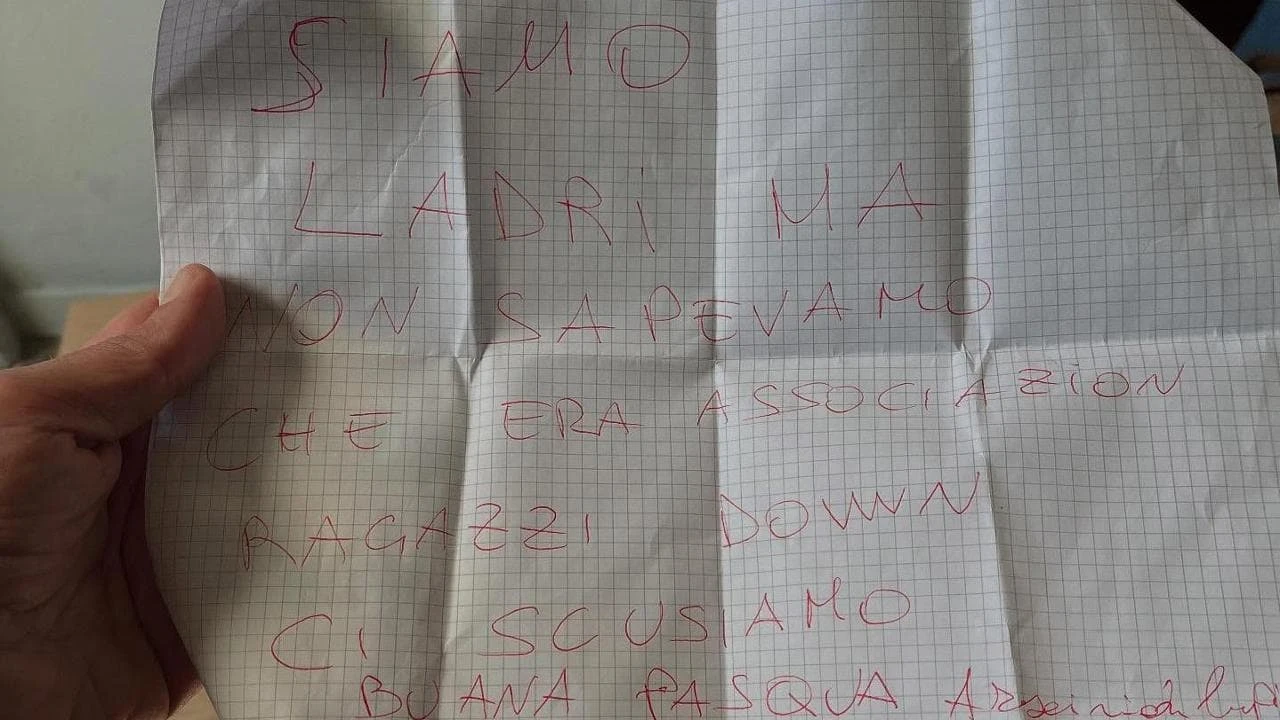 SIAMO
LADRi MA
NON SAPEVAMO
CHE ERA ASSOCIAZiON
RAGAZZI DOWN
CI SCUSIAMO
BUANA PASQUA